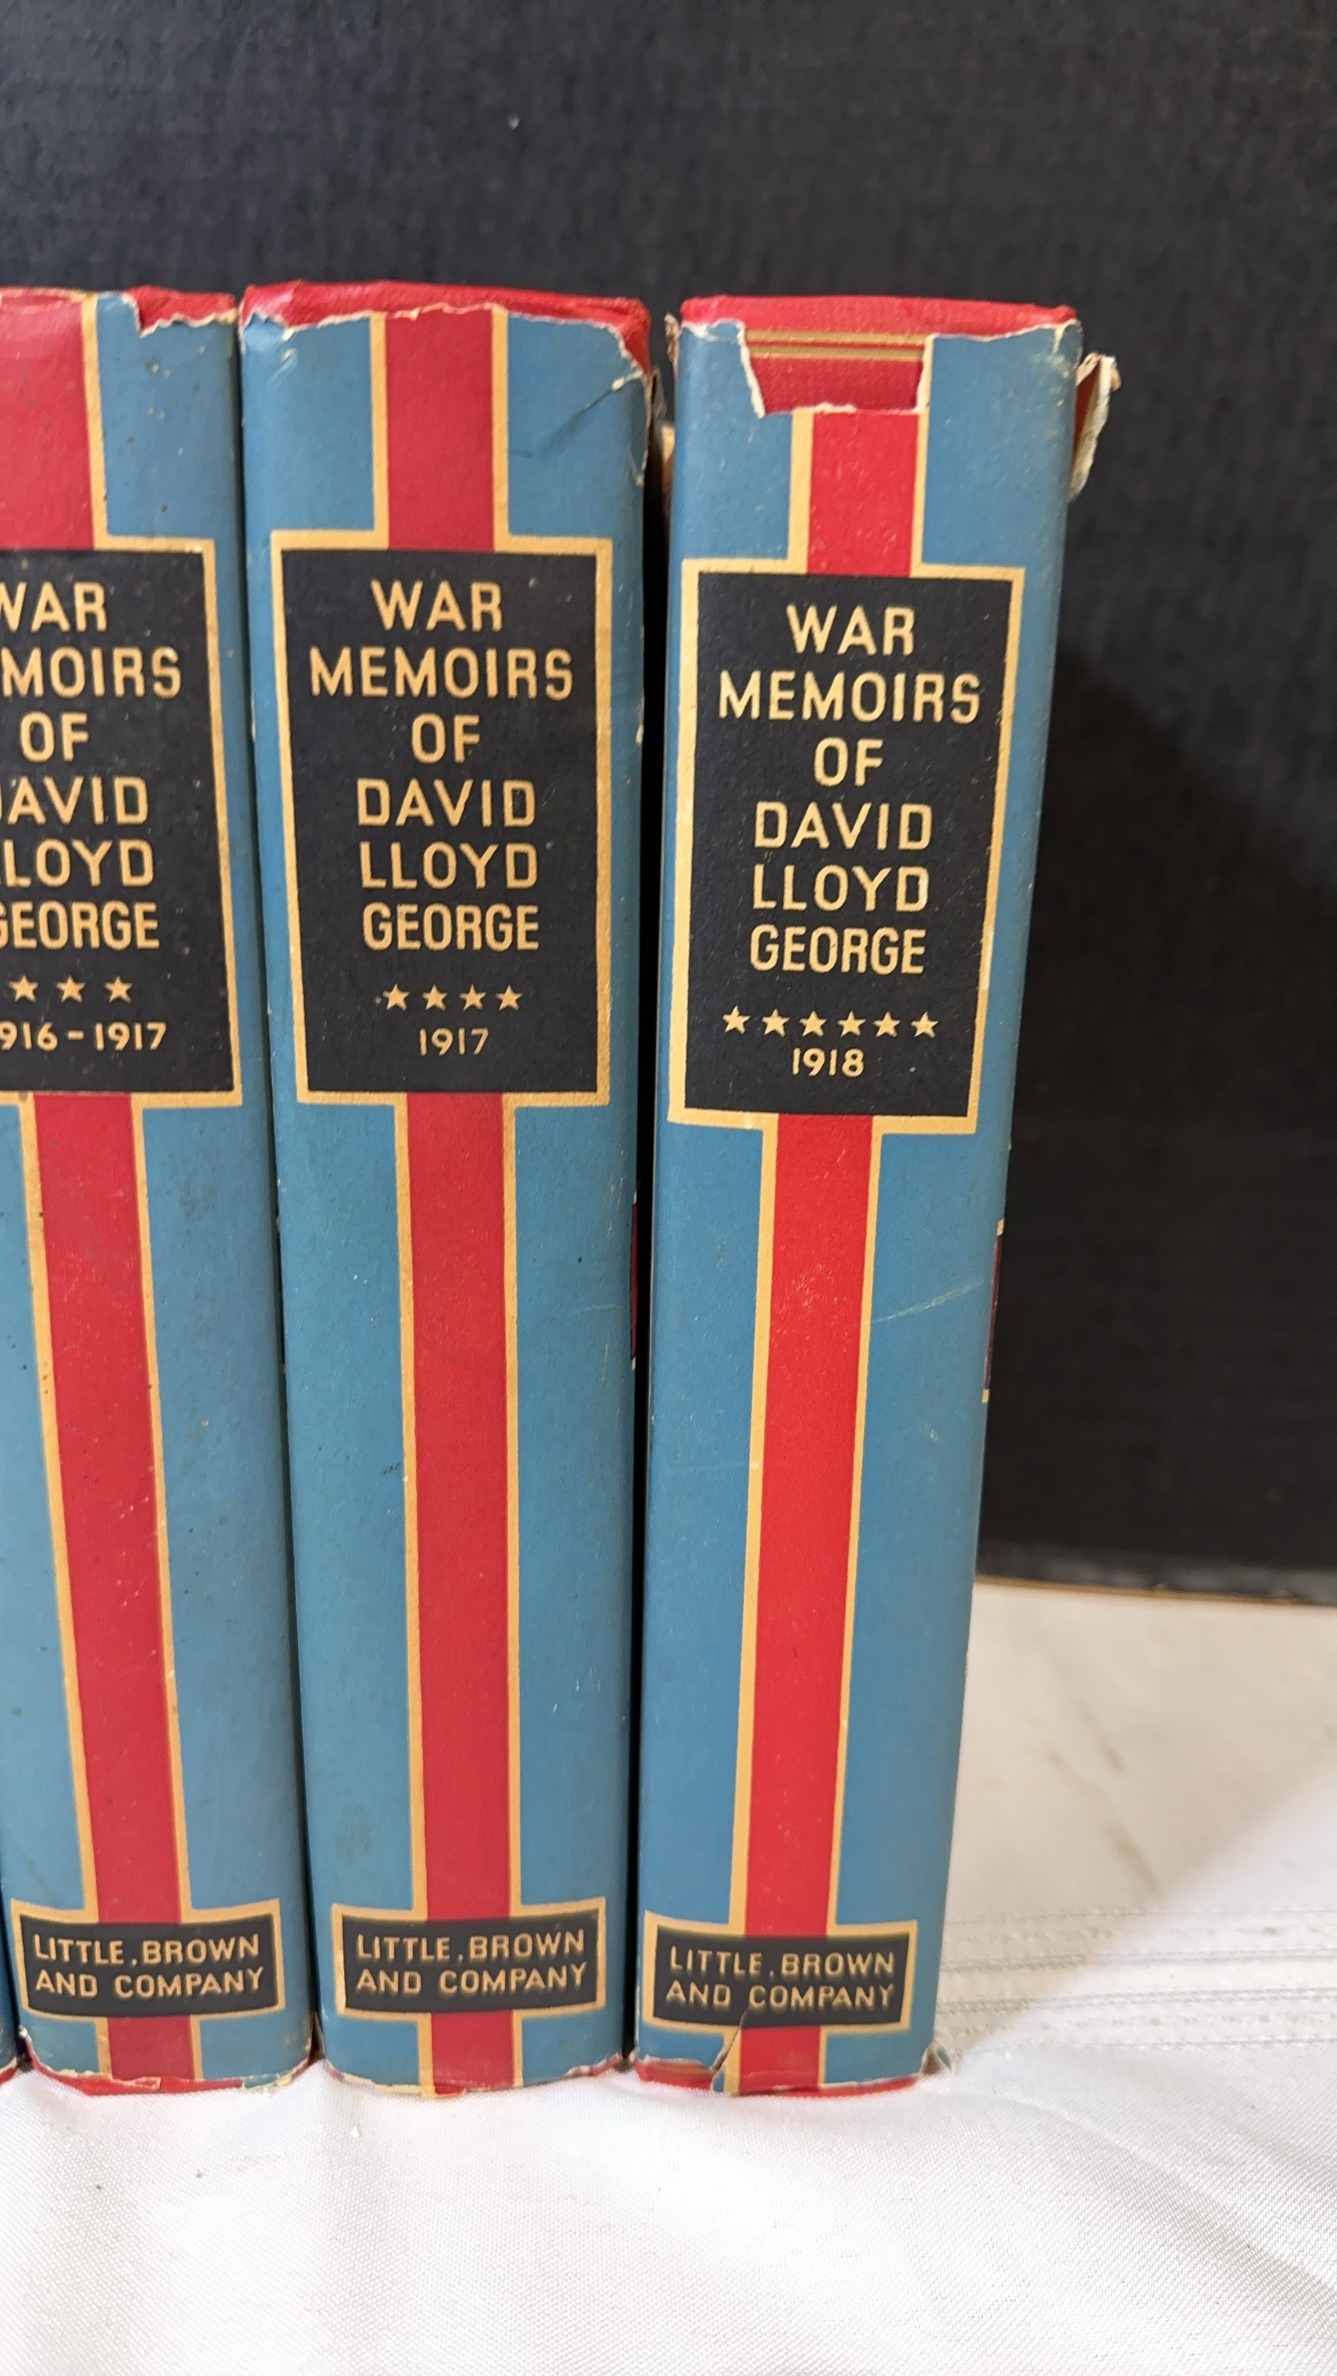 WAR
MOIRS
OF
AVID
LOYD
GEORGE
★ ★ ★
916-1917
LITTLE, BROWN
AND COMPANY
WAR
MEMOIRS
OF
DAVID
LLOYD
GEORGE
★ ★ ★ ★
1917
LITTLE, BROWN
AND COMPANY
WAR
MEMOIRS
OF
DAVID
LLOYD
GEORGE
★ ★ ★ ★ ★ ★
1918
LITTLE, BROWN
AND COMPANY